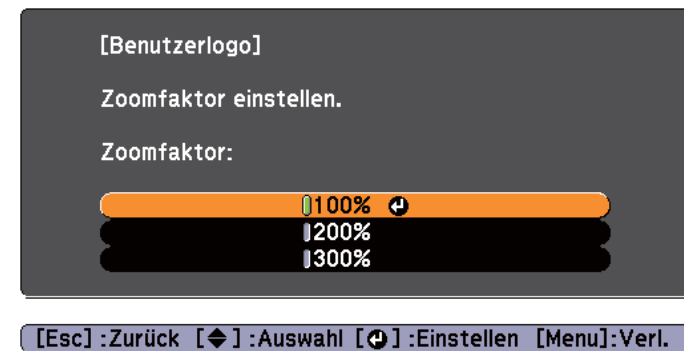 [Benutzerlogo]
Zoomfaktor einstellen.
Zoomfaktor:
100%
200%
300%
[Esc] :Zurück [◆] :Auswahl [⏎] :Einstellen [Menu]:Verl.